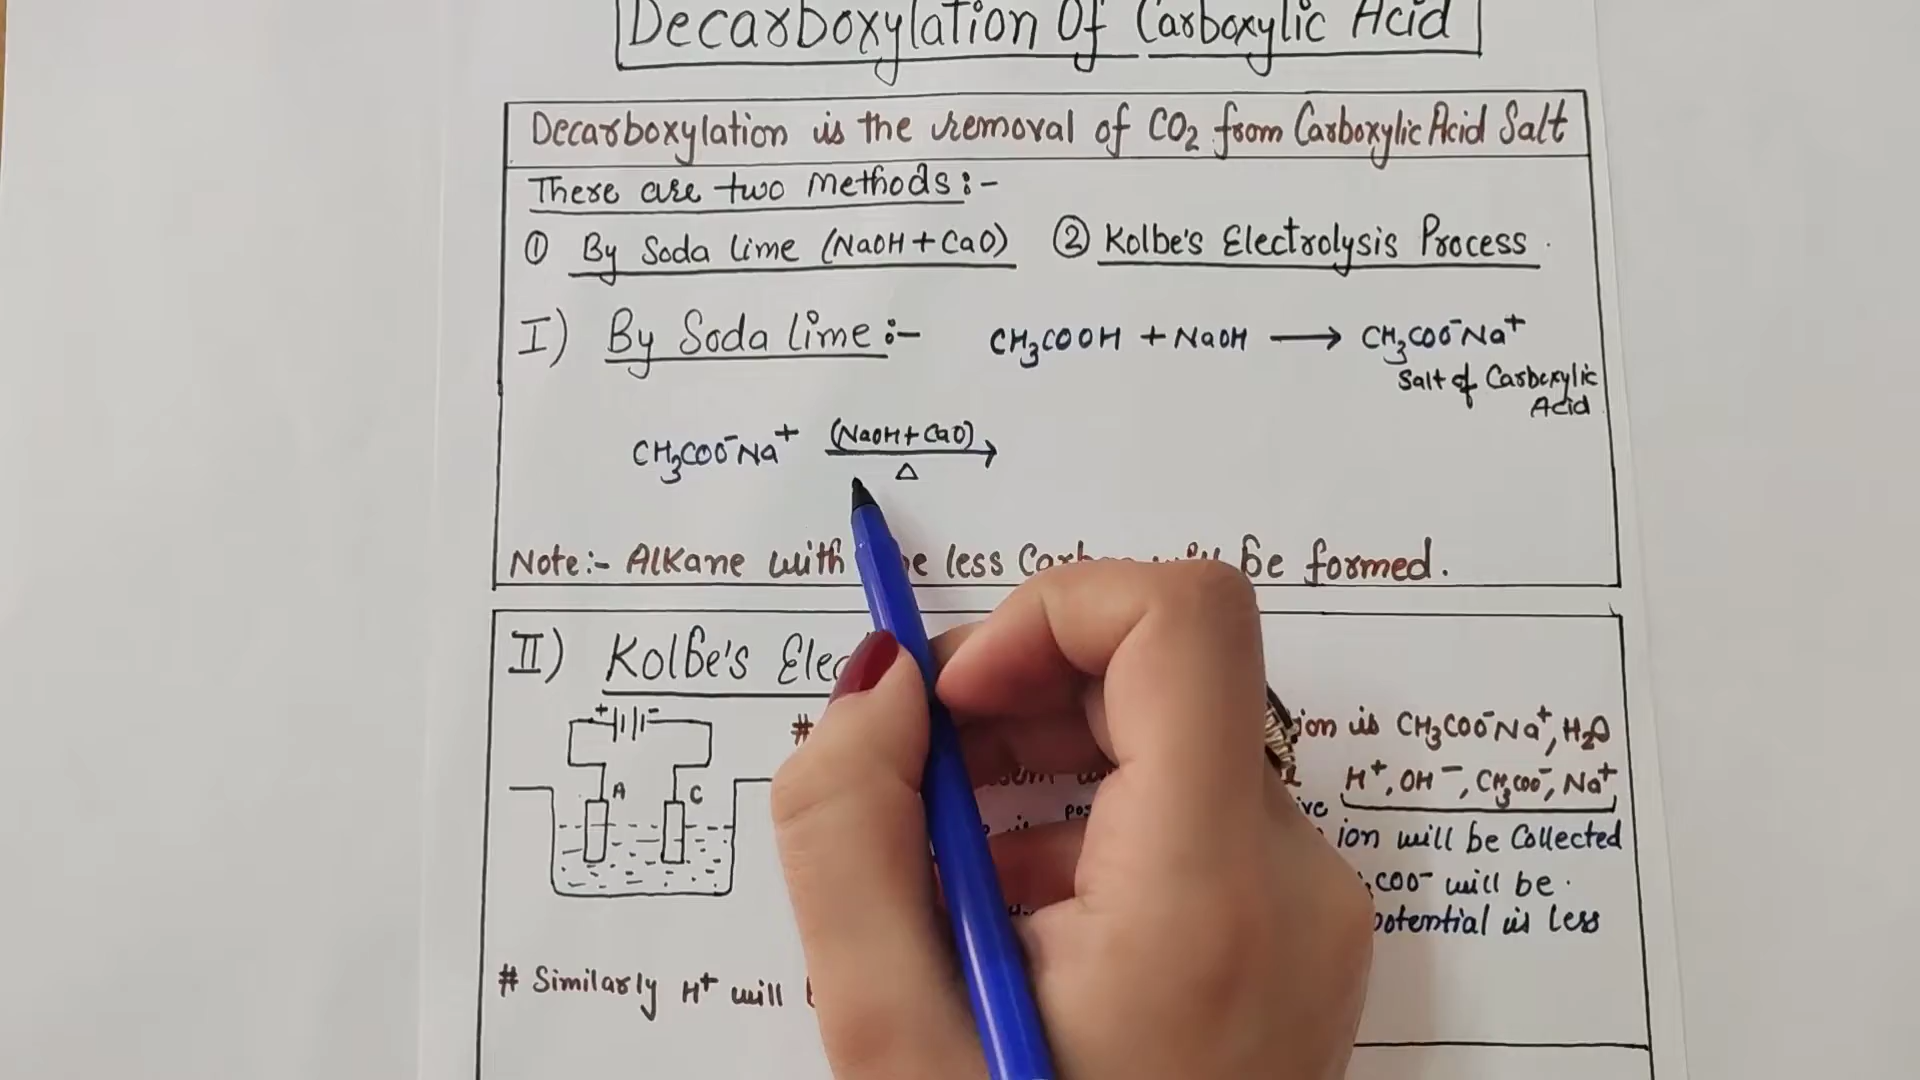 Decarboxylation Of Carboxylic Acid
Decarboxylation is the removal of CO2 from Carboxylic Acid Salt
There are two Methods:-
① By Soda lime (NaOH+CaO) ② Kolbe's Electrolysis Process.
I) By Soda lime:- CH3COOH + NaOH ⟶ CH3COO⁻Na⁺
Salt of Carboxylic
Acid
CH3COO⁻Na⁺ (NaOH+CaO) ⟶
Δ
Note:- Alkane with less be formed.
II) Kolbe's
+ -
# is CH3COO⁻Na⁺, H2O
A C H⁺, OH⁻, CH3COO⁻, Na⁺
ion will be Collected
COO⁻ will be.
potential is less
# Similarly H⁺ will